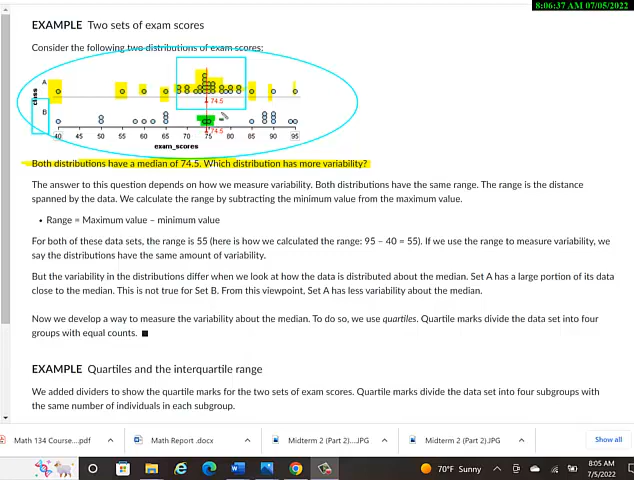 8:06:37 AM 07/05/2022
EXAMPLE Two sets of exam scores
Consider the following two distributions of exam scores:
A
74.5
class
B
74.5
40 45 50 55 60 65 70 75 80 85 90 95
exam_scores
Both distributions have a median of 74.5. Which distribution has more variability?
The answer to this question depends on how we measure variability. Both distributions have the same range. The range is the distance
spanned by the data. We calculate the range by subtracting the minimum value from the maximum value.
• Range = Maximum value – minimum value
For both of these data sets, the range is 55 (here is how we calculated the range: 95 – 40 = 55). If we use the range to measure variability, we
say the distributions have the same amount of variability.
But the variability in the distributions differ when we look at how the data is distributed about the median. Set A has a large portion of its data
close to the median. This is not true for Set B. From this viewpoint, Set A has less variability about the median.
Now we develop a way to measure the variability about the median. To do so, we use quartiles. Quartile marks divide the data set into four
groups with equal counts. ■
EXAMPLE Quartiles and the interquartile range
We added dividers to show the quartile marks for the two sets of exam scores. Quartile marks divide the data set into four subgroups with
the same number of individuals in each subgroup.
Math 134 Course....pdf
Math Report .docx
Midterm 2 (Part 2)....JPG
Midterm 2 (Part 2).JPG
Show all
70°F Sunny
8:05 AM
7/5/2022